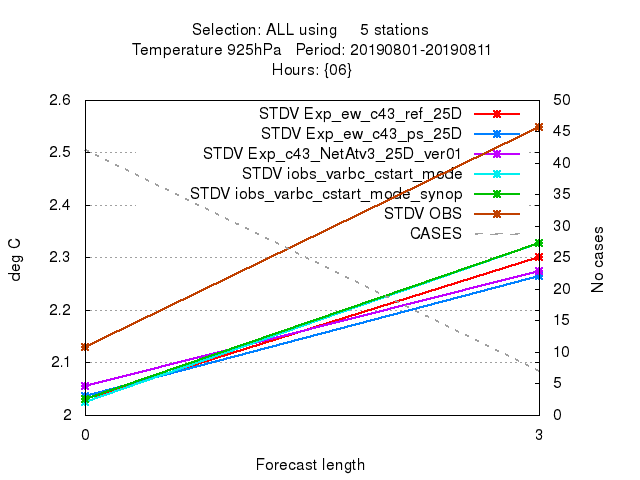 Selection: ALL using 5 stations
Temperature 925hPa Period: 20190801-20190811
Hours: {06}
2.6
2.5
2.4
2.3
2.2
2.1
2
50
45
40
35
30
25
20
15
10
5
0
STDV Exp_ew_c43_ref_25D
STDV Exp_ew_c43_ps_25D
STDV Exp_c43_NetAtv3_25D_ver01
STDV iobs_varbc_cstart_mode
STDV iobs_varbc_cstart_mode_synop
STDV OBS
CASES
deg C
No cases
0
3
Forecast length